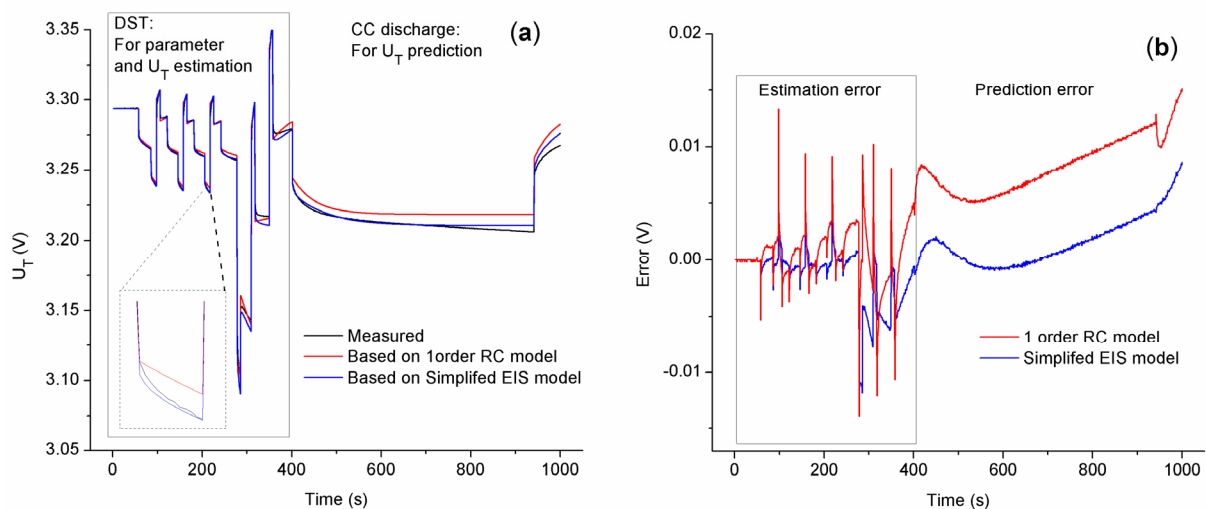 DST:
For parameter
and U_T estimation
CC discharge:
For U_T prediction
(a)
3.35
3.30
3.25
3.20
3.15
3.10
3.05
U_T (V)
Measured
Based on 1order RC model
Based on Simplifed EIS model
0
200
400
600
800
1000
Time (s)
(b)
Estimation error
Prediction error
0.02
0.01
0.00
-0.01
Error (V)
1 order RC model
Simplifed EIS model
0
200
400
600
800
1000
Time (s)